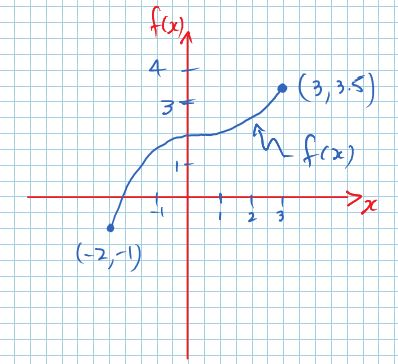 f(x)
4
3
(3, 3.5)
f(x)
1
-1 1 2 3
x
(-2, -1)